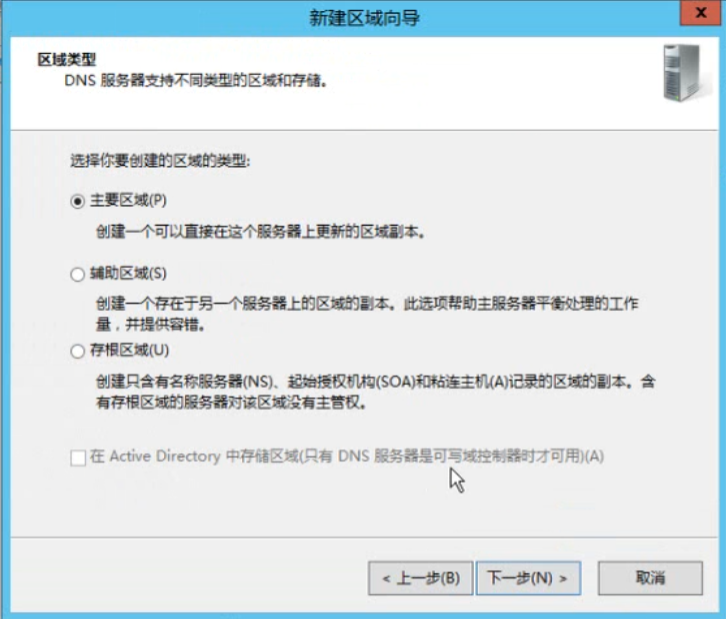 新建区域向导
x
区域类型
DNS 服务器支持不同类型的区域和存储。
选择你要创建的区域的类型:
主要区域(P)
创建一个可以直接在这个服务器上更新的区域副本。
辅助区域(S)
创建一个存在于另一个服务器上的区域的副本。此选项帮助主服务器平衡处理的工作
量，并提供容错。
存根区域(U)
创建只含有名称服务器(NS)、起始授权机构(SOA)和粘连主机(A)记录的区域的副本。含
有存根区域的服务器对该区域没有主管权。
在 Active Directory 中存储区域(只有 DNS 服务器是可写域控制器时才可用)(A)
< 上一步(B) 下一步(N) > 取消